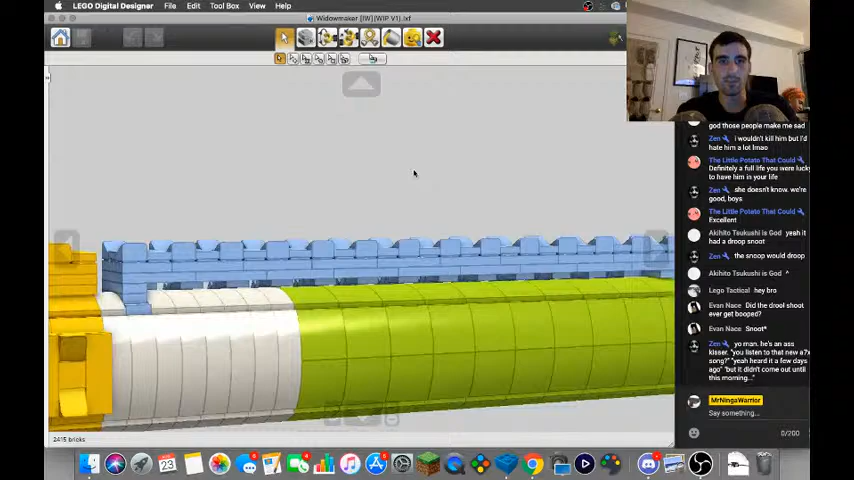 LEGO Digital Designer File Edit Tool Box View Help
Widowmaker [IW](WIP V1).lxf
god those people make me sad
Zen i wouldn't kill him but I'd
hate him a lot lmao
The Little Potato That Could
Definitely a full life you were lucky
to have him in your life
Zen she doesn't know. we're
good, boys
The Little Potato That Could
Excellent
Akihito Tsukushi is God yeah it
had a droop snoot
Zen the snoop would droop
Akihito Tsukushi is God ^
Lego Tactical hey bro
Evan Nace Did the drool shoot
ever get booped?
Evan Nace Snoot*
Zen yo man. he's an ass
kisser. "you listen to that new a7x
song?" "yeah heard it a few days
ago" "but it didn't come out until
this morning..."
MrNingaWarrior
Say something...
0/200
2415 bricks
23